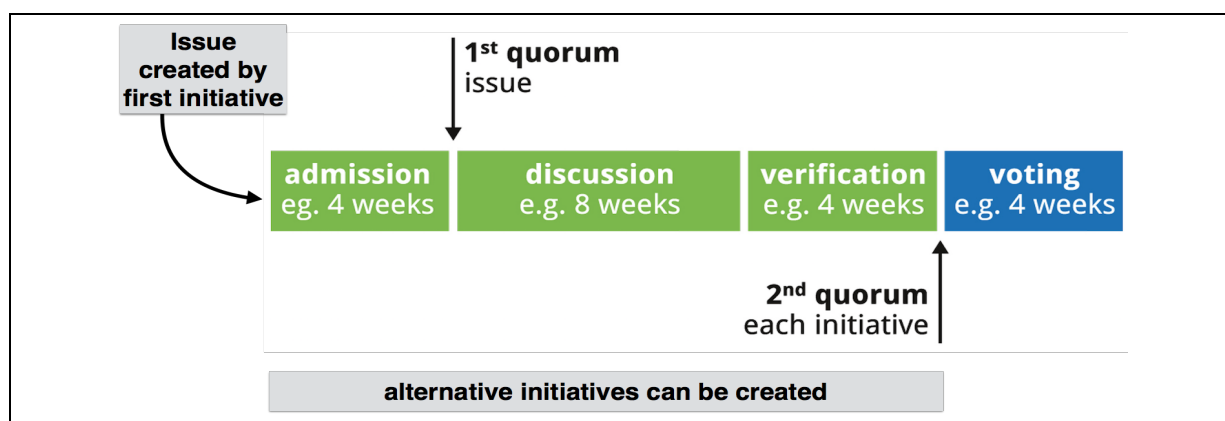 Issue
created by
first initiative
1st quorum
issue
admission
eg. 4 weeks
discussion
e.g. 8 weeks
verification
e.g. 4 weeks
voting
e.g. 4 weeks
2nd quorum
each initiative
alternative initiatives can be created